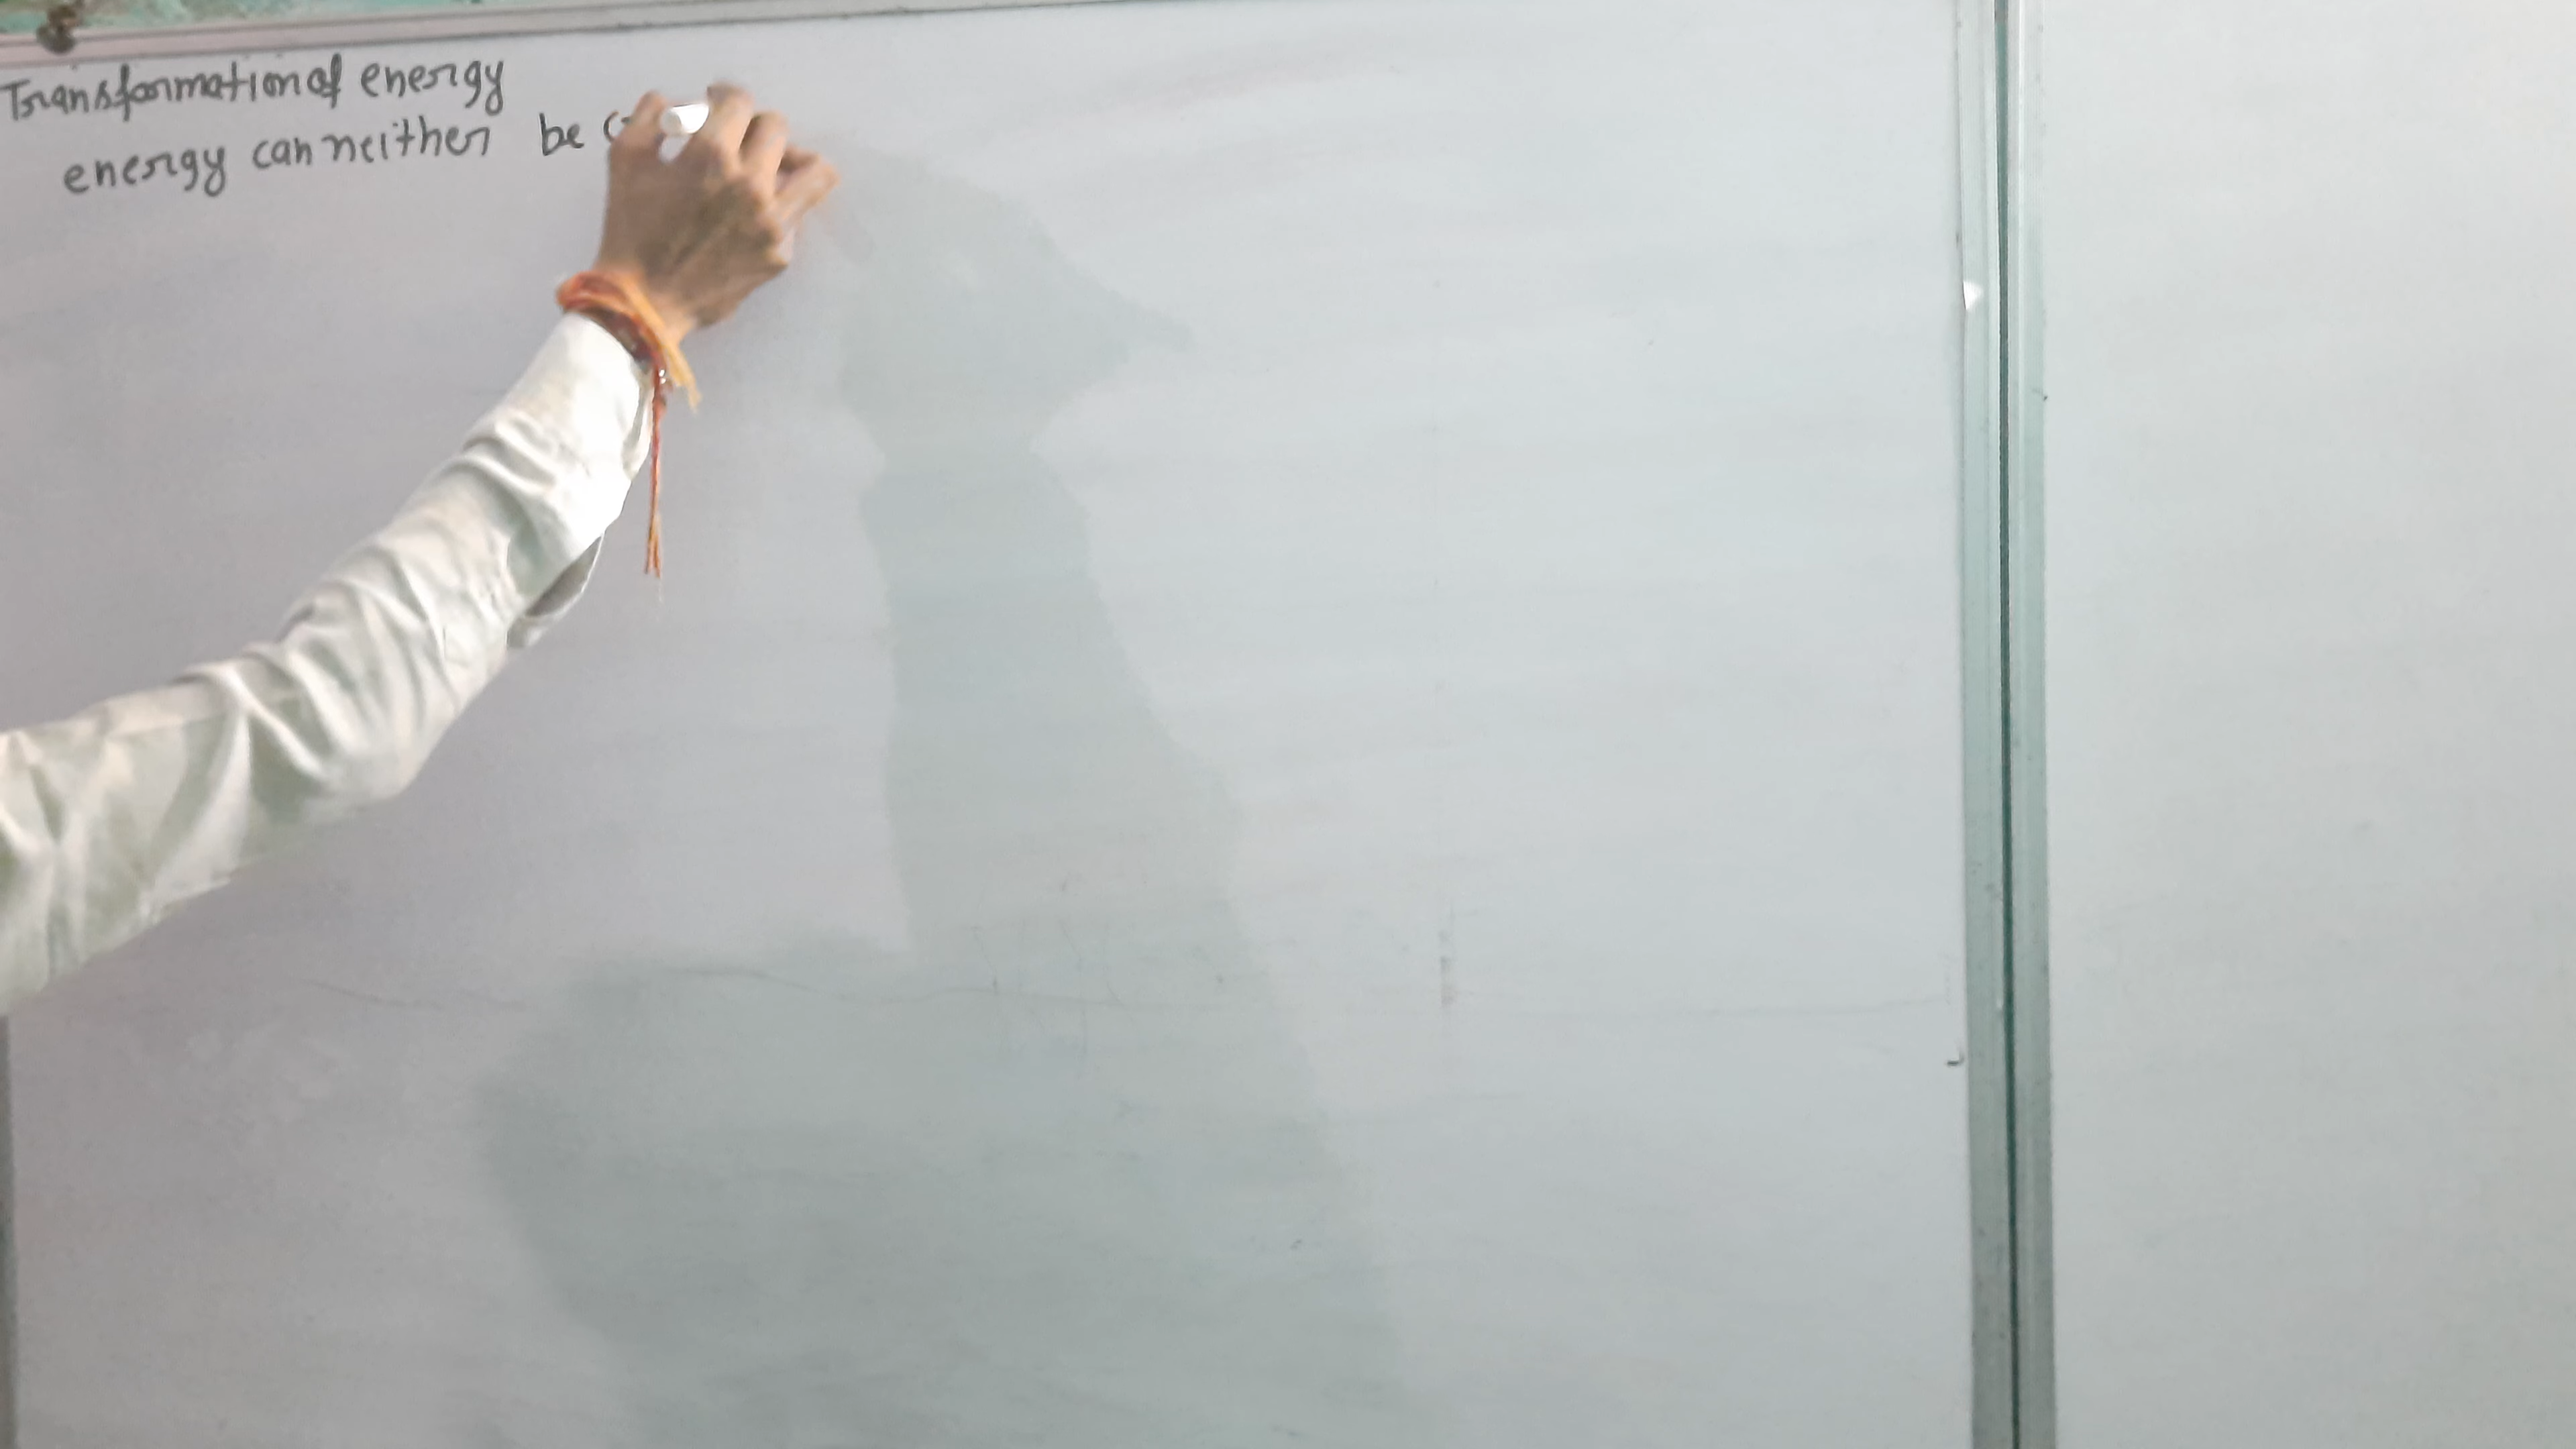 Transformation of energy
energy can neither be